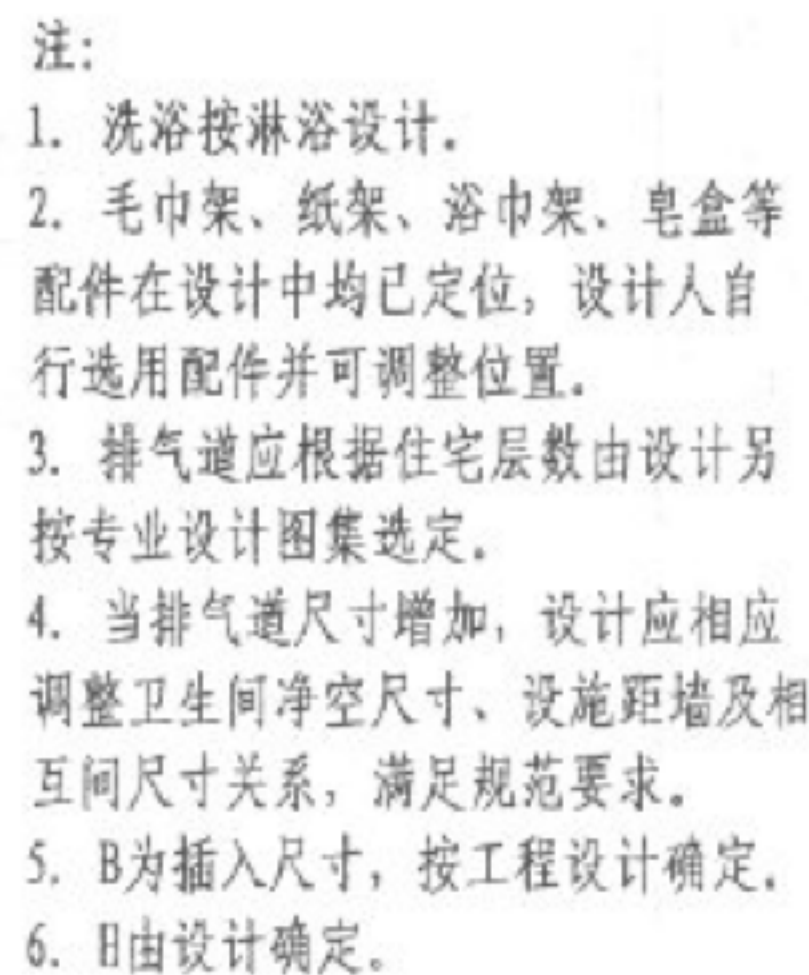 注：
1. 洗浴按淋浴设计。
2. 毛巾架、纸架、浴巾架、皂盒等
配件在设计中均已定位，设计人自
行选用配件并可调整位置。
3. 排气道应根据住宅层数由设计另
按专业设计图集选定。
4. 当排气道尺寸增加，设计应相应
调整卫生间净空尺寸、设施距墙及相
互间尺寸关系，满足规范要求。
5. B为插入尺寸，按工程设计确定。
6. H由设计确定。